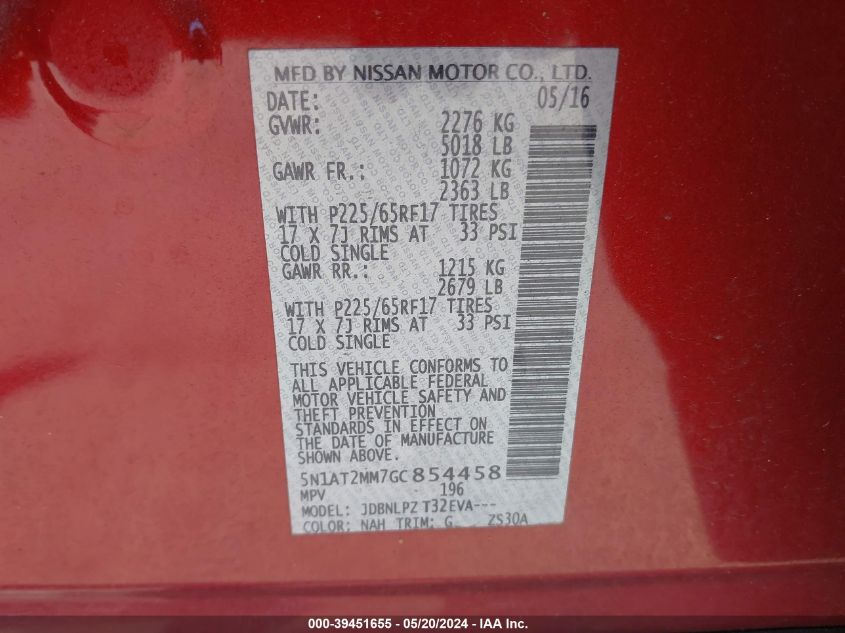 MFD BY NISSAN MOTOR CO., LTD.
DATE: 05/16
GVWR: 2276 KG
5018 LB
GAWR FR.: 1072 KG
2363 LB
WITH P225/65RF17 TIRES
17 X 7J RIMS AT 33 PSI
COLD SINGLE
GAWR RR.: 1215 KG
2679 LB
WITH P225/65RF17 TIRES
17 X 7J RIMS AT 33 PSI
COLD SINGLE
THIS VEHICLE CONFORMS TO
ALL APPLICABLE FEDERAL
MOTOR VEHICLE SAFETY AND
THEFT PREVENTION
STANDARDS IN EFFECT ON
THE DATE OF MANUFACTURE
SHOWN ABOVE.
5N1AT2MM7GC854458
MPV 196
MODEL: JDBNLPZ T32EVA---
COLOR: NAH TRIM: G ZS30A
000-39451655 - 05/20/2024 - IAA Inc.